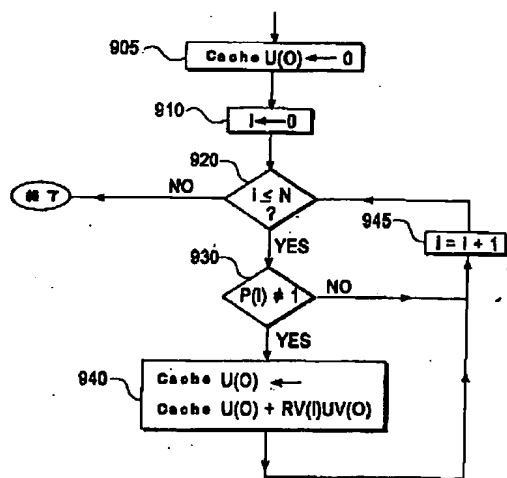 905
Cache U(O) ← 0
910
I ← 0
920
i ≤ N
?
NO
# 7
945
i = i + 1
YES
930
P(I) ≠ 1
NO
YES
940
Cache U(O) ←
Cache U(O) + RV(I)UV(O)